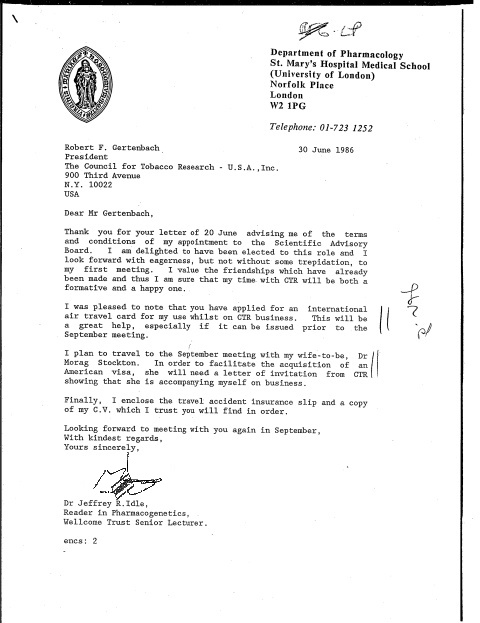 Department of Pharmacology
St. Mary's Hospital Medical School
(University of London)
Norfolk Place
London
W2 1PG
Telephone: 01-723 1252
Robert F. Gertenbach
30 June 1986
President
The Council for Tobacco Research - U.S.A.,Inc.
900 Third Avenue
N.Y. 10022
USA
Dear Mr Gertenbach,
Thank you for your letter of 20 June advising me of the terms
and conditions of my appointment to the Scientific Advisory
Board. I am delighted to have been elected to this role and I
look forward with eagerness, but not without some trepidation, to
my first meeting. I value the friendships which have already
been made and thus I am sure that my time with CTR will be both a
formative and a happy one.
I was pleased to note that you have applied for an international
air travel card for my use whilst on CTR business. This will be
a great help, especially if it can be issued prior to the
September meeting.
I plan to travel to the September meeting with my wife-to-be, Dr
Morag Stockton. In order to facilitate the acquisition of an
American visa, she will need a letter of invitation from CTR
showing that she is accompanying myself on business.
Finally, I enclose the travel accident insurance slip and a copy
of my C.V. which I trust you will find in order.
Looking forward to meeting with you again in September,
With kindest regards,
Yours sincerely,
Dr Jeffrey R.Idle,
Reader in Pharmacogenetics,
Wellcome Trust Senior Lecturer.
encs: 2